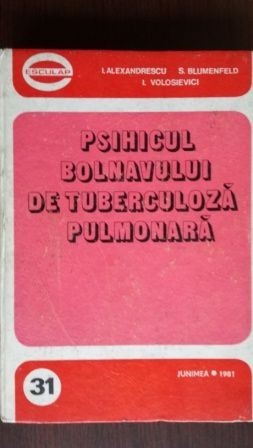 ESCULAP
I. ALEXANDRESCU S. BLUMENFELD
I. VOLOSIEVICI
PSIHICUL
BOLNAVULUI
DE TUBERCULOZĂ
PULMONARĂ
31
JUNIMEA • 1981